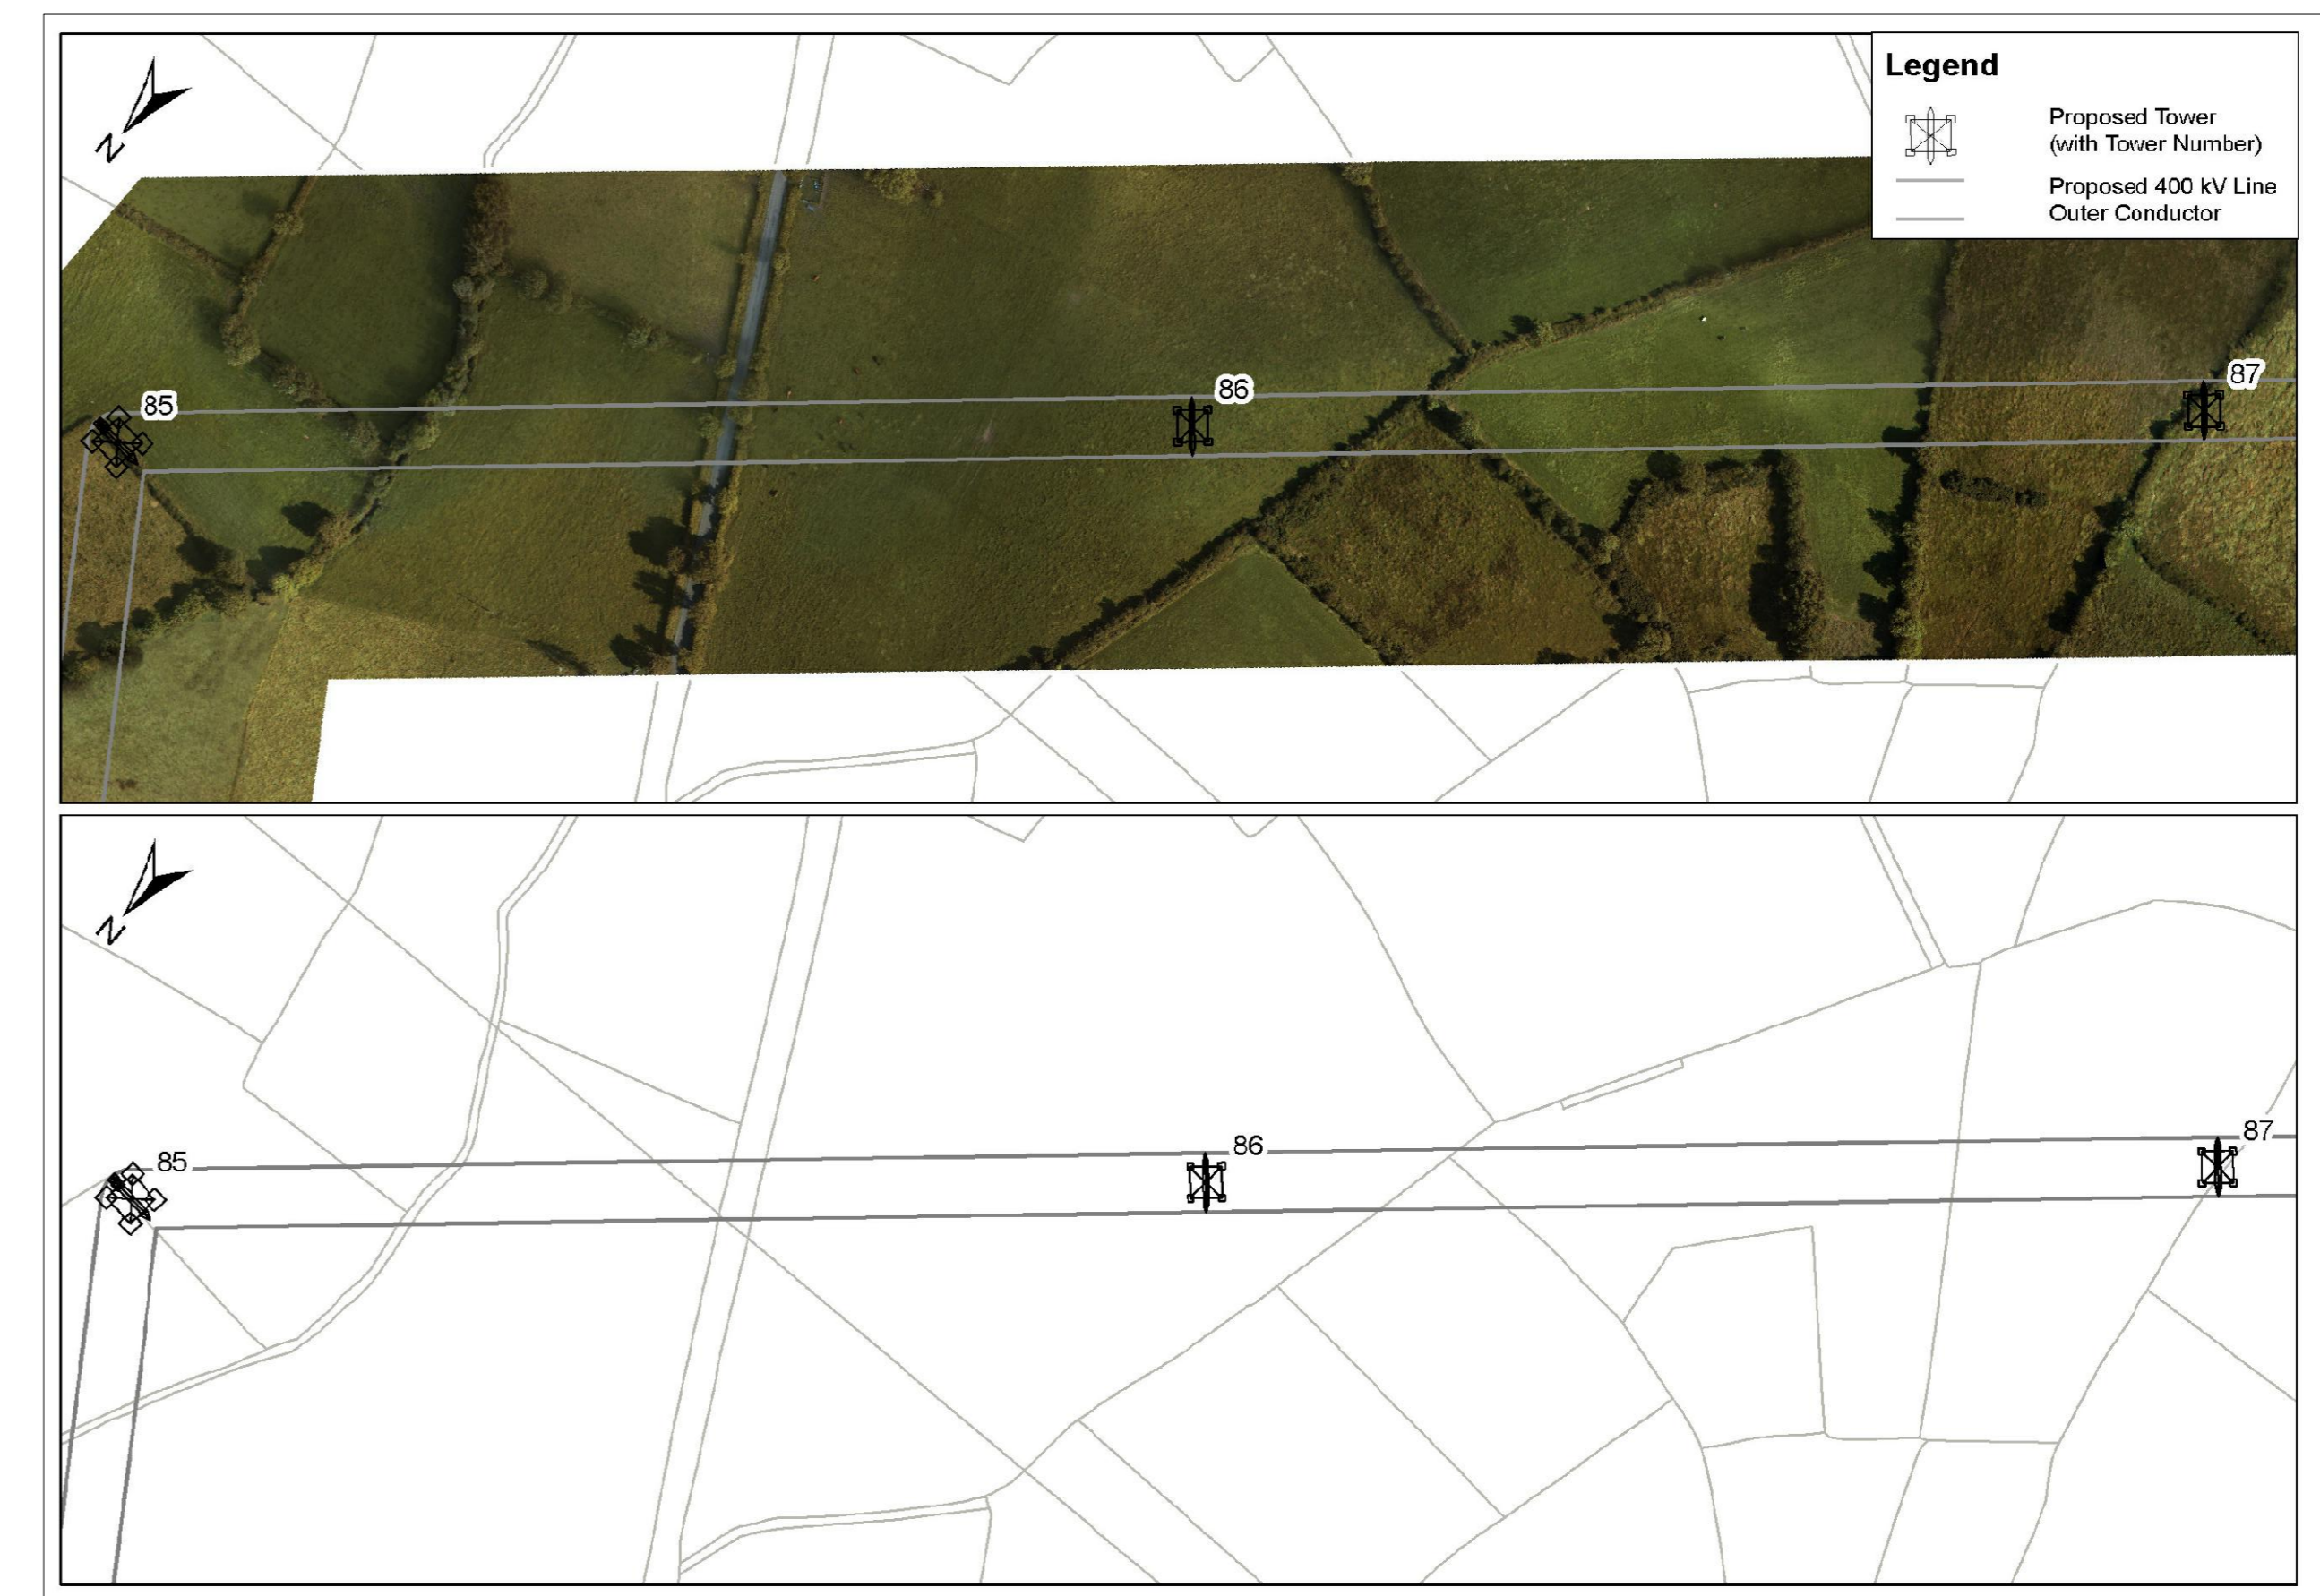 N
Legend
Proposed Tower
(with Tower Number)
Proposed 400 kV Line
Outer Conductor
85
86
87
N
85
86
87